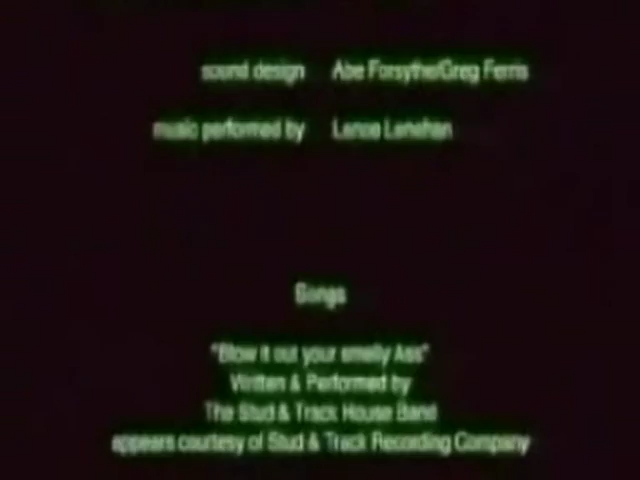 sound design Abe Forsythe/Greg Ferris
music performed by Lance Lenehan
Songs
"Blow it out your smelly Ass"
Written & Performed by
The Stud & Track House Band
appears courtesy of Stud & Track Recording Company